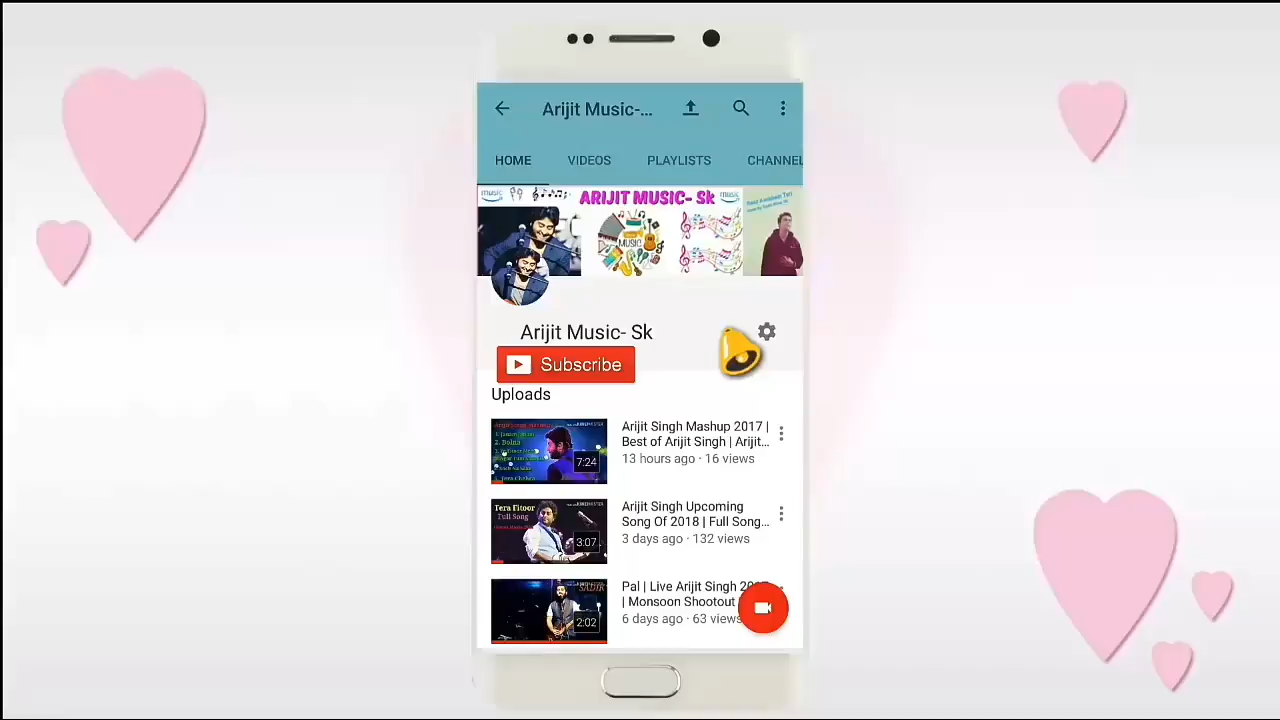 Arijit Music-...
HOME VIDEOS PLAYLISTS CHANNEL
music ARIJIT MUSIC- Sk music
MUSIC
Arijit Music- Sk
Subscribe
Uploads
7:24
Arijit Singh Mashup 2017 |
Best of Arijit Singh | Arijit...
13 hours ago · 16 views
Tera Fitoor
Full Song
3:07
Arijit Singh Upcoming
Song Of 2018 | Full Song...
3 days ago · 132 views
2:02
Pal | Live Arijit Singh
| Monsoon Shootout
6 days ago · 63 views